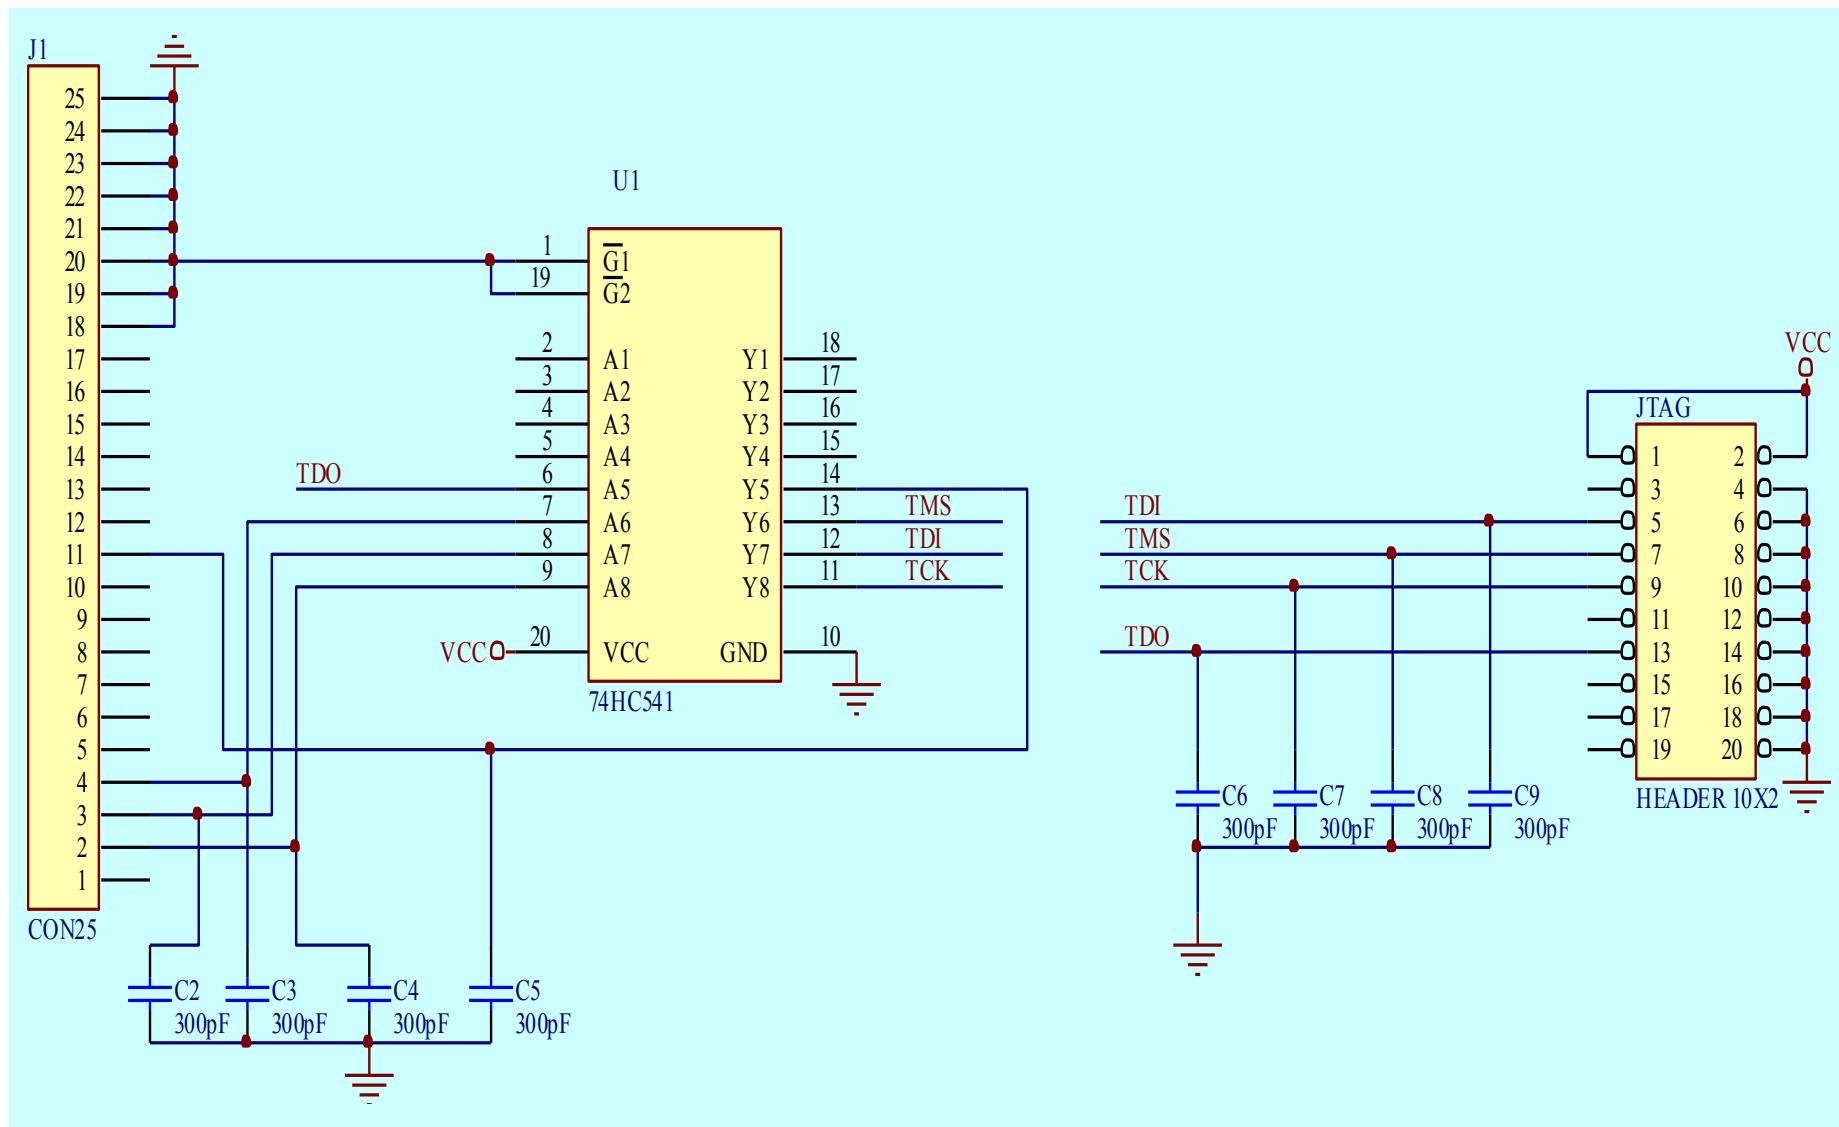 J1
25
24
23
22
21
20
19
18
17
16
15
14
13
12
11
10
9
8
7
6
5
4
3
2
1
CON25
U1
1 G1
19 G2
2 A1 Y1 18
3 A2 Y2 17
4 A3 Y3 16
5 A4 Y4 15
TDO 6 A5 Y5 14
7 A6 Y6 13 TMS
8 A7 Y7 12 TDI
9 A8 Y8 11 TCK
VCC 20 VCC GND 10
74HC541
C2 C3 C4 C5
300pF 300pF 300pF 300pF
VCC
JTAG
1 2
3 4
TDI 5 6
TMS 7 8
TCK 9 10
11 12
TDO 13 14
15 16
17 18
19 20
HEADER 10X2
C6 C7 C8 C9
300pF 300pF 300pF 300pF